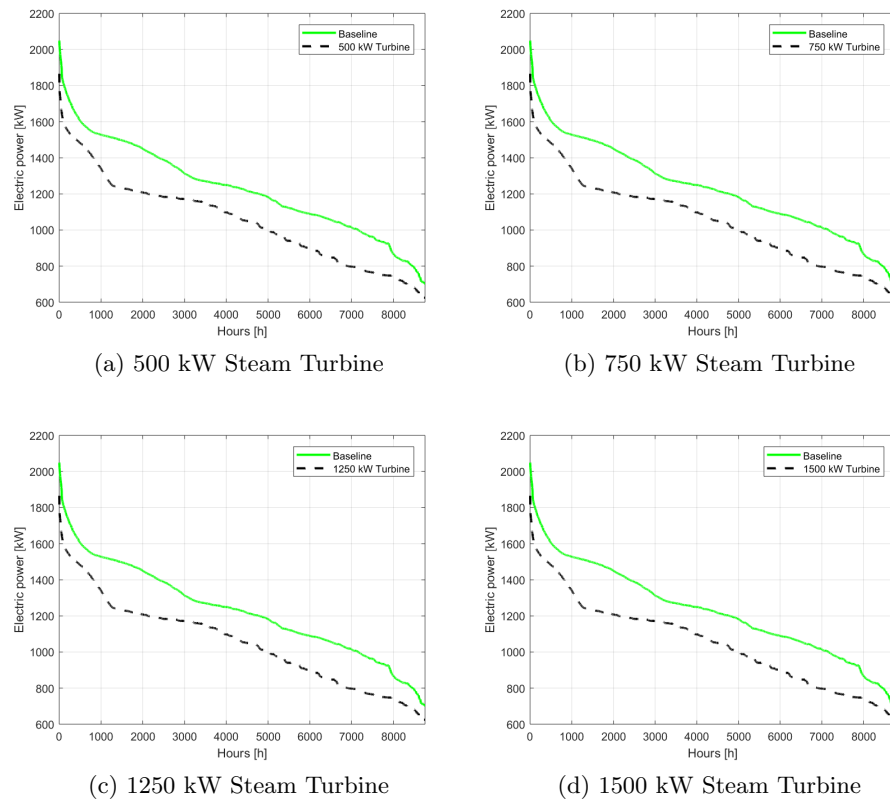 2200
2000
1800
1600
1400
1200
1000
800
600
Electric power [kW]
Baseline
500 kW Turbine
0 1000 2000 3000 4000 5000 6000 7000 8000
Hours [h]
(a) 500 kW Steam Turbine
2200
2000
1800
1600
1400
1200
1000
800
600
Electric power [kW]
Baseline
750 kW Turbine
0 1000 2000 3000 4000 5000 6000 7000 8000
Hours [h]
(b) 750 kW Steam Turbine
2200
2000
1800
1600
1400
1200
1000
800
600
Electric power [kW]
Baseline
1250 kW Turbine
0 1000 2000 3000 4000 5000 6000 7000 8000
Hours [h]
(c) 1250 kW Steam Turbine
2200
2000
1800
1600
1400
1200
1000
800
600
Electric power [kW]
Baseline
1500 kW Turbine
0 1000 2000 3000 4000 5000 6000 7000 8000
Hours [h]
(d) 1500 kW Steam Turbine